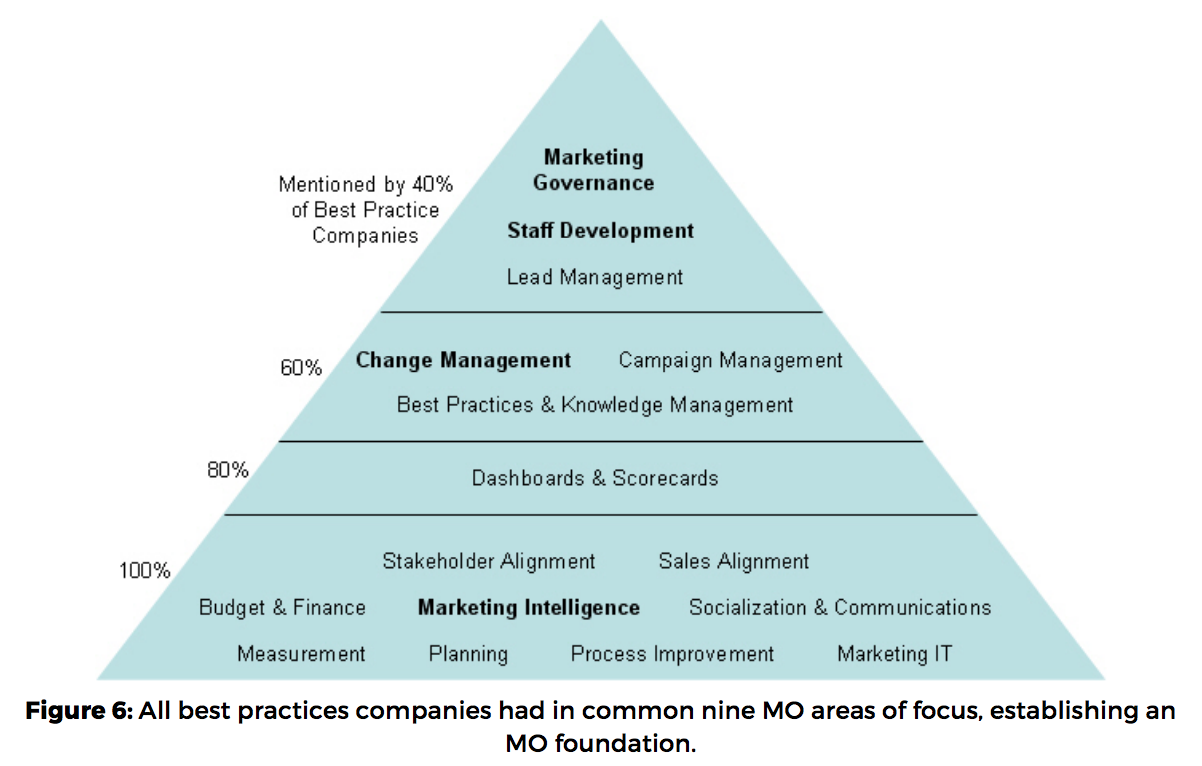 Marketing
Governance
Mentioned by 40%
of Best Practice
Companies
Staff Development
Lead Management
60%
Change Management Campaign Management
Best Practices & Knowledge Management
80%
Dashboards & Scorecards
100%
Stakeholder Alignment Sales Alignment
Budget & Finance Marketing Intelligence Socialization & Communications
Measurement Planning Process Improvement Marketing IT
Figure 6: All best practices companies had in common nine MO areas of focus, establishing an
MO foundation.